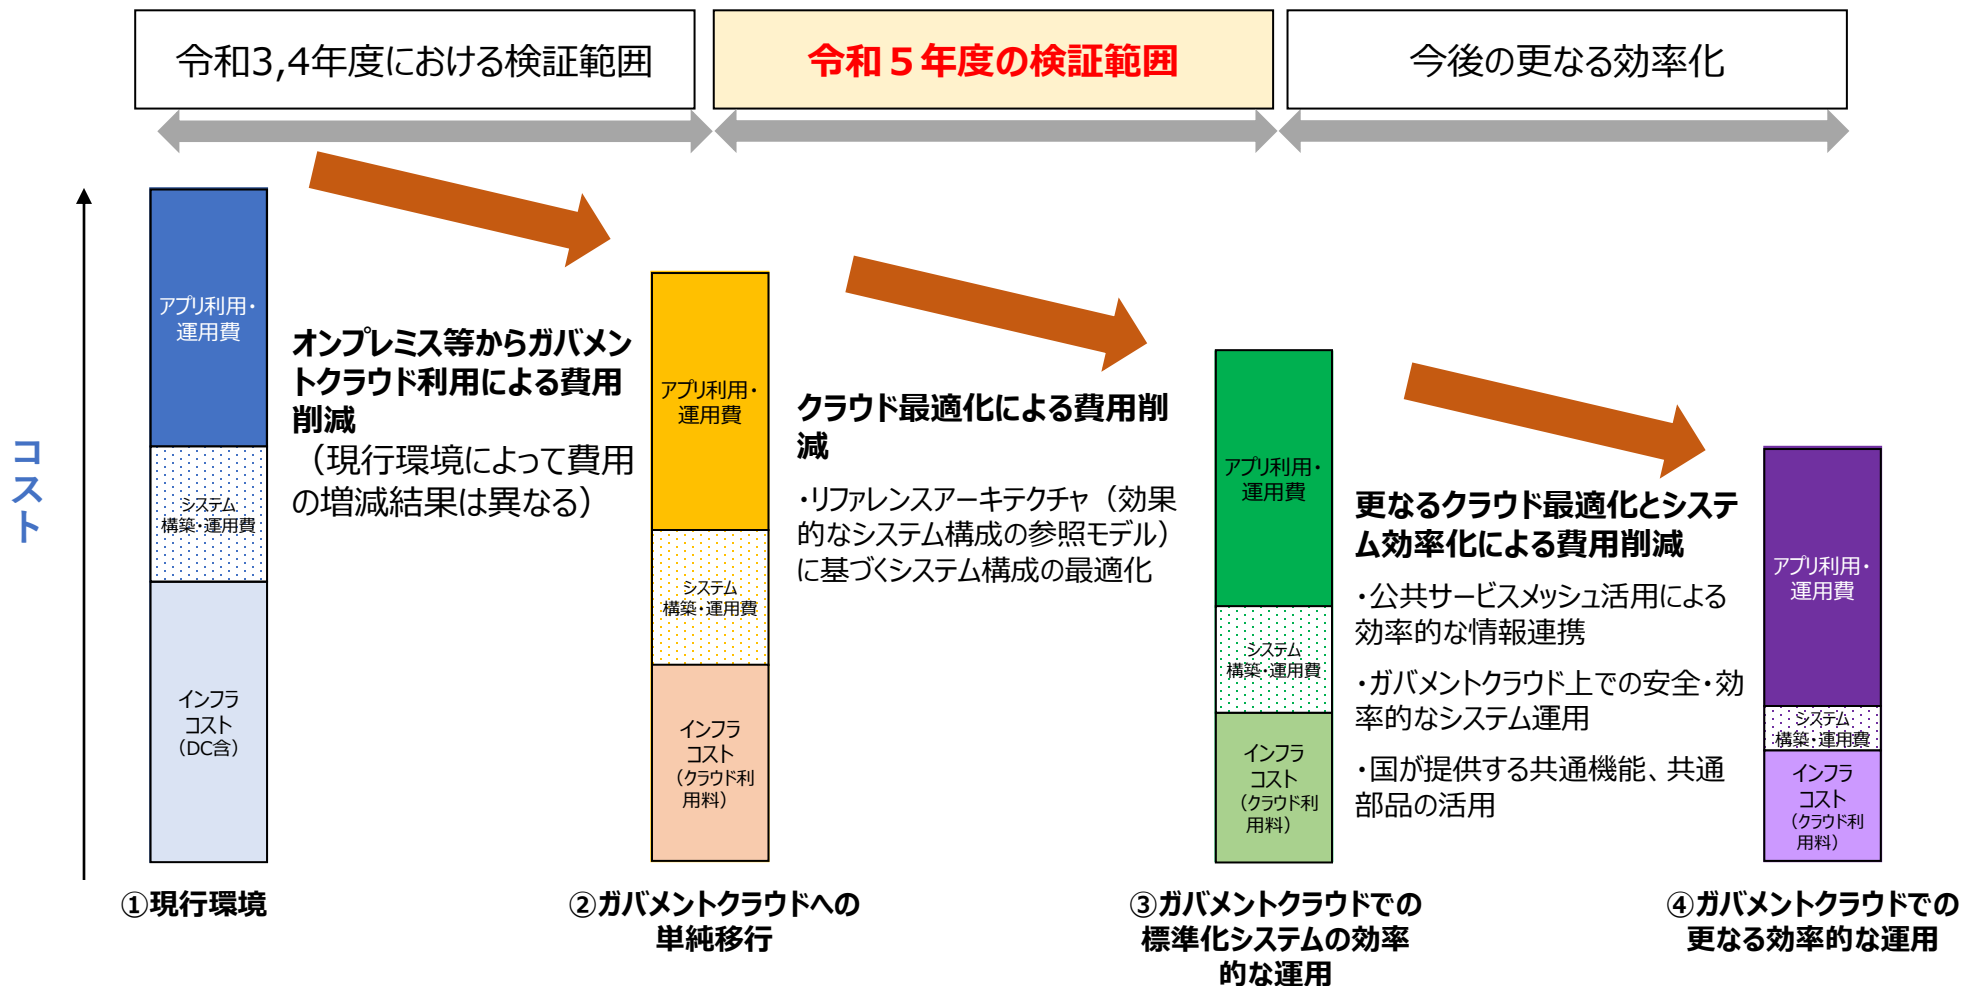 令和3,4年度における検証範囲
令和５年度の検証範囲
今後の更なる効率化
コスト
アプリ利用・
運用費
システム
構築・運用費
インフラ
コスト
（DC含）
①現行環境
オンプレミス等からガバメン
トクラウド利用による費用
削減
（現行環境によって費用
の増減結果は異なる）
アプリ利用・
運用費
システム
構築・運用費
インフラ
コスト
（クラウド利
用料）
②ガバメントクラウドへの
単純移行
クラウド最適化による費用削
減
・リファレンスアーキテクチャ（効果
的なシステム構成の参照モデル）
に基づくシステム構成の最適化
アプリ利用・
運用費
システム
構築・運用費
インフラ
コスト
（クラウド利
用料）
③ガバメントクラウドでの
標準化システムの効率
的な運用
更なるクラウド最適化とシステ
ム効率化による費用削減
・公共サービスメッシュ活用による
効率的な情報連携
・ガバメントクラウド上での安全・効
率的なシステム運用
・国が提供する共通機能、共通
部品の活用
アプリ利用・
運用費
システム
構築・運用費
インフラ
コスト
（クラウド利
用料）
④ガバメントクラウドでの
更なる効率的な運用